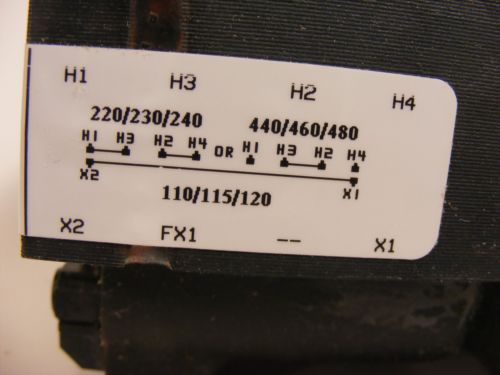 H1 H3 H2 H4
220/230/240 440/460/480
H1 H3 H2 H4 OR H1 H3 H2 H4
X2 X1
110/115/120
X2 FX1 -- X1